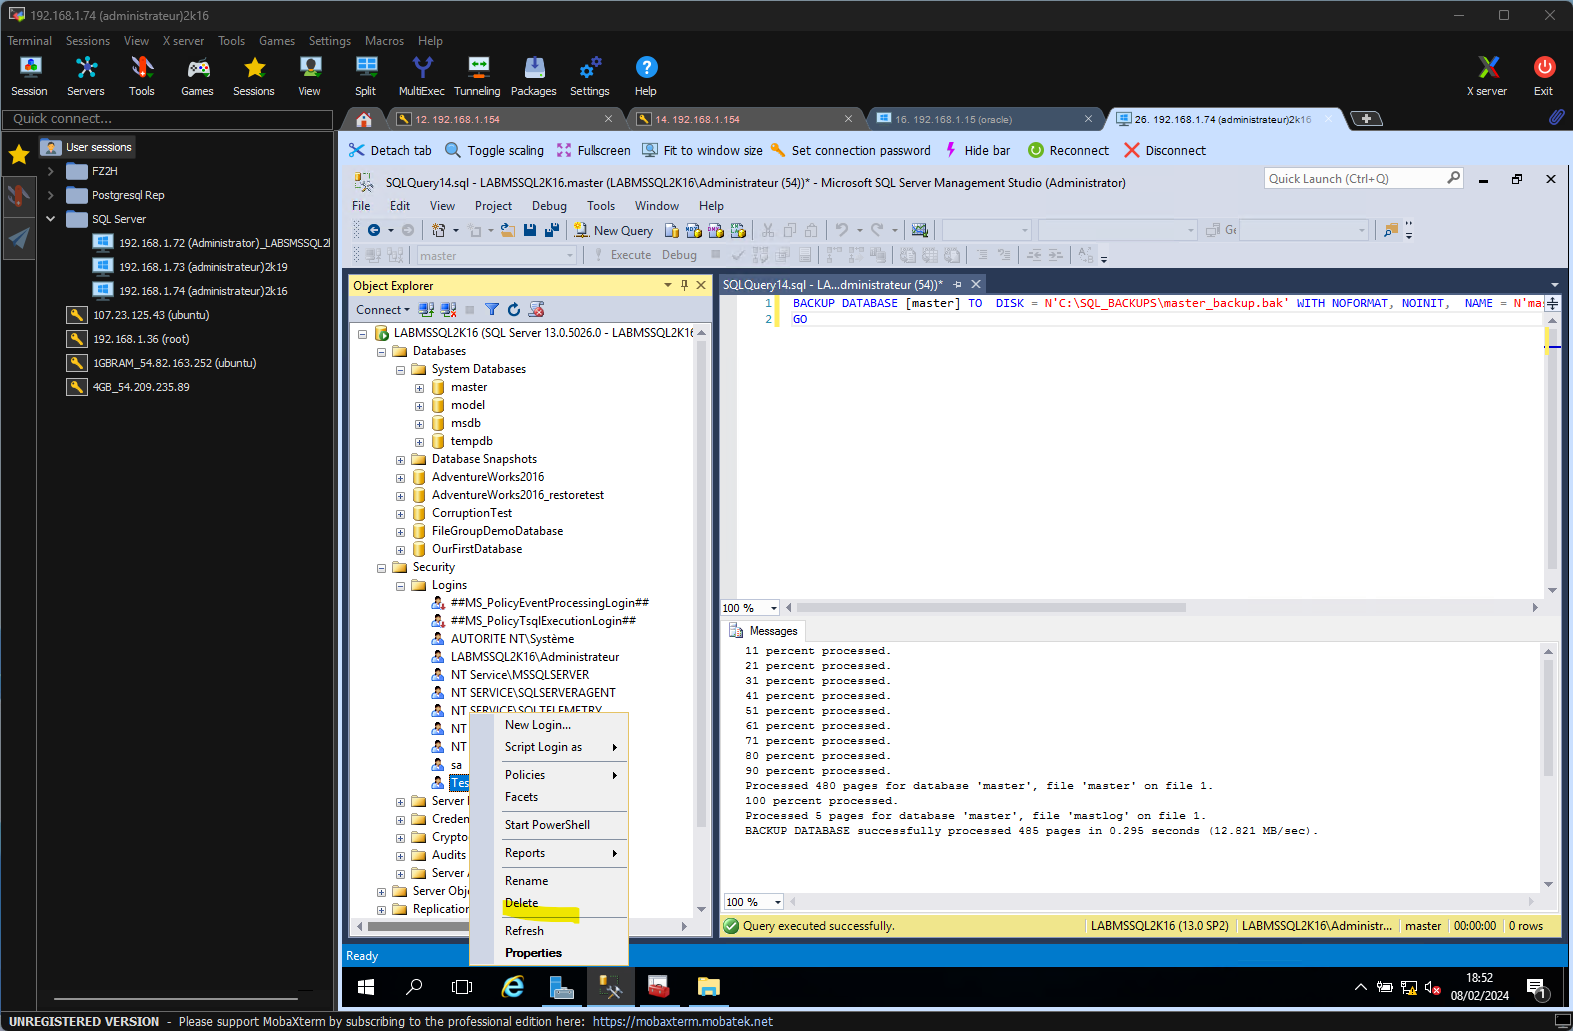 192.168.1.74 (administrateur)2k16
Terminal Sessions View X server Tools Games Settings Macros Help
Session Servers Tools Games Sessions View Split MultiExec Tunneling Packages Settings Help X server Exit
Quick connect...
12. 192.168.1.154 14. 192.168.1.154 16. 192.168.1.15 (oracle) 26. 192.168.1.74 (administrateur)2k16
User sessions
FZ2H
Postgresql Rep
SQL Server
192.168.1.72 (Administrator)_LABSMSSQL2
192.168.1.73 (administrateur)2k19
192.168.1.74 (administrateur)2k16
107.23.125.43 (ubuntu)
192.168.1.36 (root)
1GBRAM_54.82.163.252 (ubuntu)
4GB_54.209.235.89
Detach tab Toggle scaling Fullscreen Fit to window size Set connection password Hide bar Reconnect Disconnect
SQLQuery14.sql - LABMSSQL2K16.master (LABMSSQL2K16\Administrateur (54))* - Microsoft SQL Server Management Studio (Administrator)
Quick Launch (Ctrl+Q)
File Edit View Project Debug Tools Window Help
New Query
master Execute Debug
Object Explorer
Connect
LABMSSQL2K16 (SQL Server 13.0.5026.0 - LABMSSQL2K16
Databases
System Databases
master
model
msdb
tempdb
Database Snapshots
AdventureWorks2016
AdventureWorks2016_restoretest
CorruptionTest
FileGroupDemoDatabase
OurFirstDatabase
Security
Logins
##MS_PolicyEventProcessingLogin##
##MS_PolicyTsqlExecutionLogin##
AUTORITE NT\Système
LABMSSQL2K16\Administrateur
NT Service\MSSQLSERVER
NT SERVICE\SQLSERVERAGENT
NT SERVICE\SQLTELEMETRY
NT
NT
sa
Tes
Server
Creden
Crypto
Audits
Server A
Server Obj
Replication
New Login...
Script Login as
Policies
Facets
Start PowerShell
Reports
Rename
Delete
Refresh
Properties
SQLQuery14.sql - LA...dministrateur (54))*
1 BACKUP DATABASE [master] TO DISK = N'C:\SQL_BACKUPS\master_backup.bak' WITH NOFORMAT, NOINIT, NAME = N'mas
2 GO
100 %
Messages
11 percent processed.
21 percent processed.
31 percent processed.
41 percent processed.
51 percent processed.
61 percent processed.
71 percent processed.
80 percent processed.
90 percent processed.
Processed 480 pages for database 'master', file 'master' on file 1.
100 percent processed.
Processed 5 pages for database 'master', file 'mastlog' on file 1.
BACKUP DATABASE successfully processed 485 pages in 0.295 seconds (12.821 MB/sec).
100 %
Query executed successfully. LABMSSQL2K16 (13.0 SP2) LABMSSQL2K16\Administr... master 00:00:00 0 rows
Ready
18:52
08/02/2024
1
UNREGISTERED VERSION - Please support MobaXterm by subscribing to the professional edition here: https://mobaxterm.mobatek.net